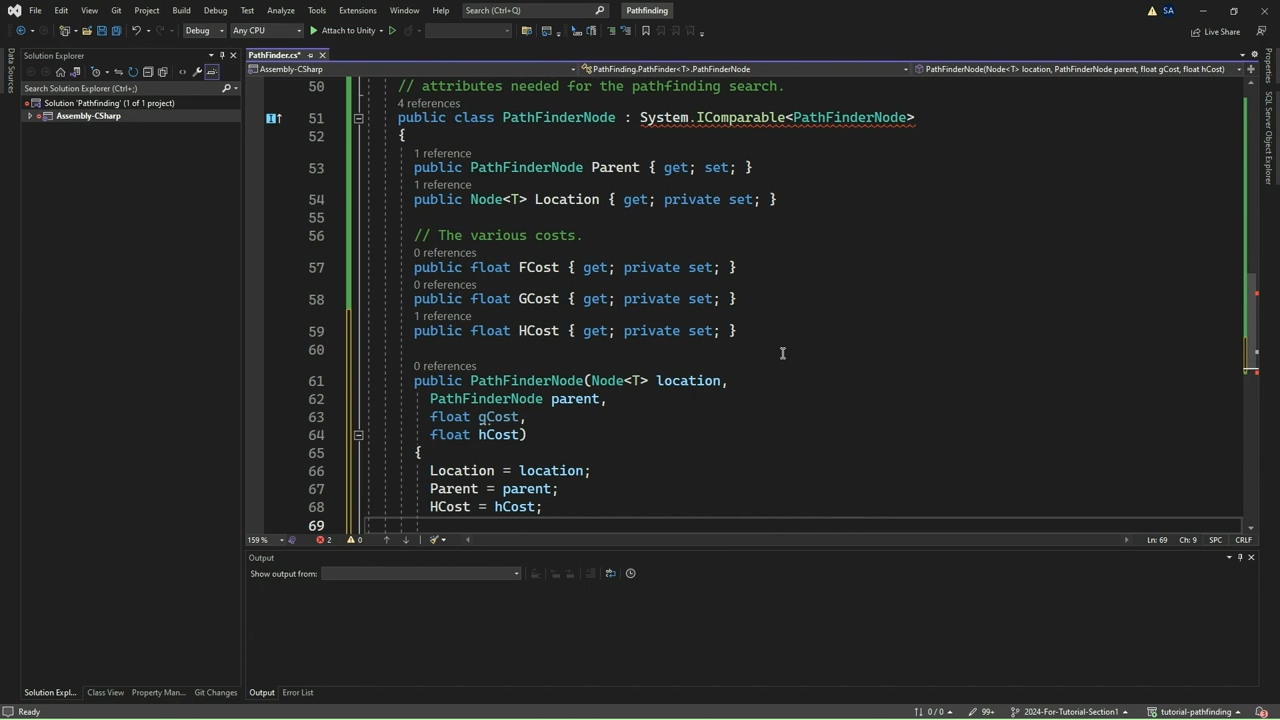 File Edit View Git Project Build Debug Test Analyze Tools Extensions Window Help Search (Ctrl+Q) Pathfinding SA
Debug Any CPU Attach to Unity Live Share
Data Sources
Solution Explorer
Search Solution Explorer (Ctrl+;)
Solution 'Pathfinding' (1 of 1 project)
Assembly-CSharp
PathFinder.cs*
Assembly-CSharp PathFinding.PathFinder<T>.PathFinderNode PathFinderNode(Node<T> location, PathFinderNode parent, float gCost, float hCost)
50 // attributes needed for the pathfinding search.
4 references
51 public class PathFinderNode : System.IComparable<PathFinderNode>
52 {
1 reference
53 public PathFinderNode Parent { get; set; }
1 reference
54 public Node<T> Location { get; private set; }
55
56 // The various costs.
0 references
57 public float FCost { get; private set; }
0 references
58 public float GCost { get; private set; }
1 reference
59 public float HCost { get; private set; }
60
0 references
61 public PathFinderNode(Node<T> location,
62 PathFinderNode parent,
63 float gCost,
64 float hCost)
65 {
66 Location = location;
67 Parent = parent;
68 HCost = hCost;
69
159 % 2 0 Ln: 69 Ch: 9 SPC CRLF
Output
Show output from:
Solution Expl... Class View Property Man... Git Changes Output Error List
Properties
SQL Server Object Explorer
Ready 0 / 0 99+ 2024-For-Tutorial-Section1 tutorial-pathfinding 3